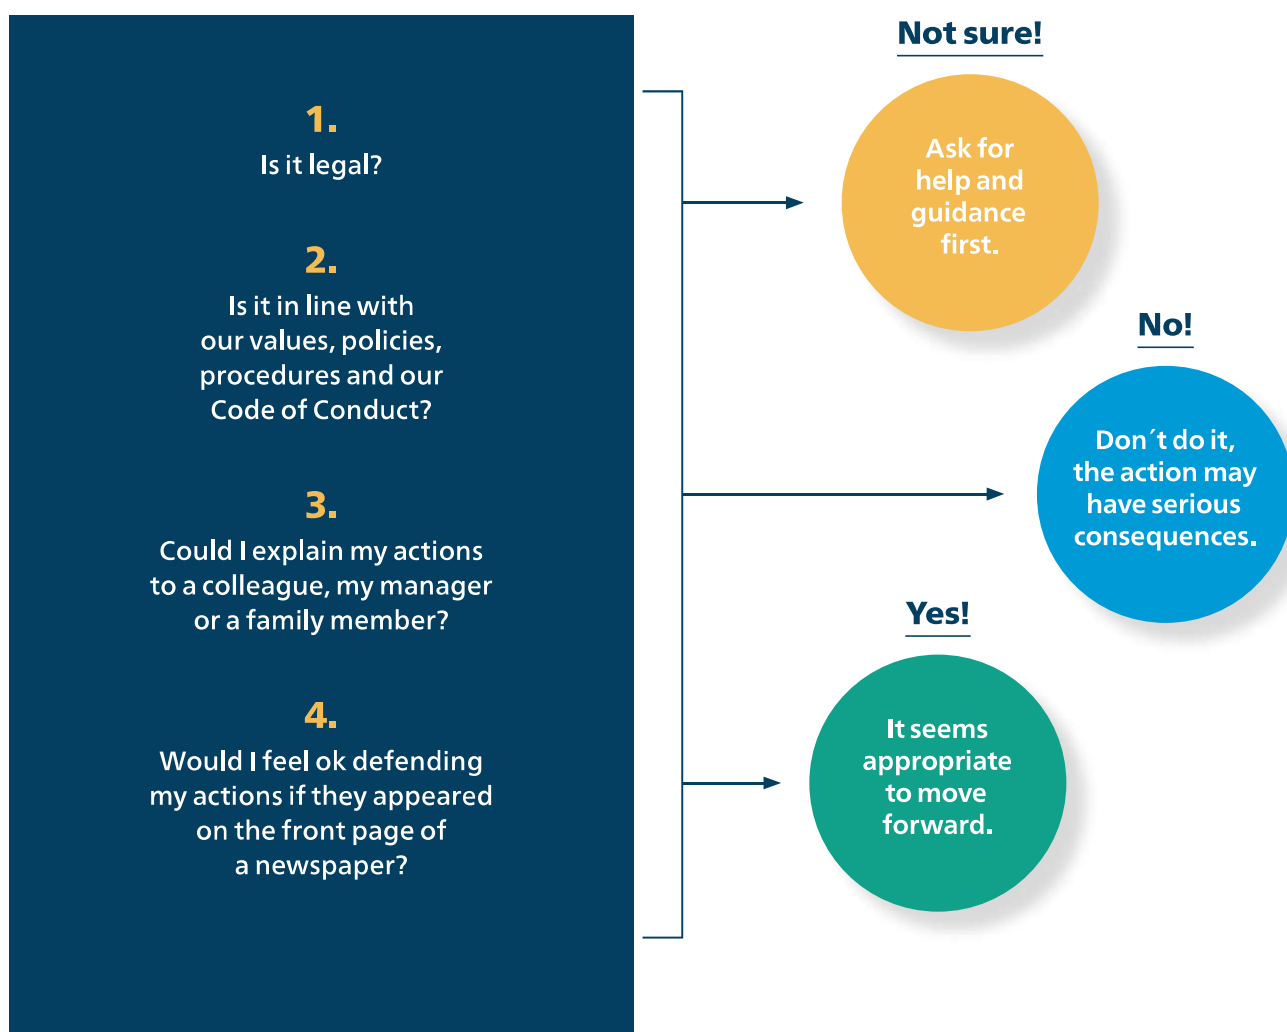 1.
Is it legal?
2.
Is it in line with
our values, policies,
procedures and our
Code of Conduct?
3.
Could I explain my actions
to a colleague, my manager
or a family member?
4.
Would I feel ok defending
my actions if they appeared
on the front page of
a newspaper?
Not sure!
Ask for
help and
guidance
first.
No!
Don´t do it,
the action may
have serious
consequences.
Yes!
It seems
appropriate
to move
forward.